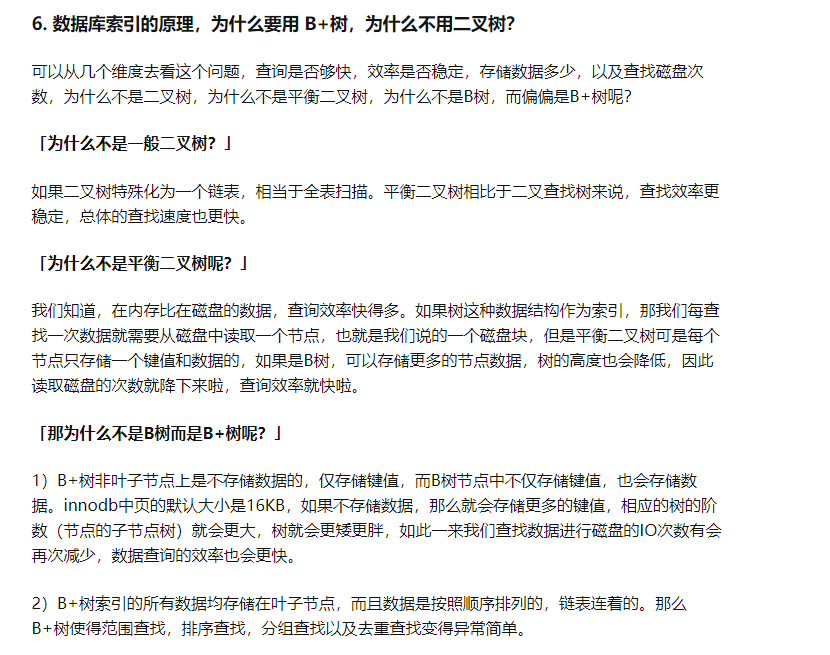 6. 数据库索引的原理，为什么要用 B+树，为什么不用二叉树？
可以从几个维度去看这个问题，查询是否够快，效率是否稳定，存储数据多少，以及查找磁盘次
数，为什么不是二叉树，为什么不是平衡二叉树，为什么不是B树，而偏偏是B+树呢？
「为什么不是一般二叉树？」
如果二叉树特殊化为一个链表，相当于全表扫描。平衡二叉树相比于二叉查找树来说，查找效率更
稳定，总体的查找速度也更快。
「为什么不是平衡二叉树呢？」
我们知道，在内存比在磁盘的数据，查询效率快得多。如果树这种数据结构作为索引，那我们每查
找一次数据就需要从磁盘中读取一个节点，也就是我们说的一个磁盘块，但是平衡二叉树可是每个
节点只存储一个键值和数据的，如果是B树，可以存储更多的节点数据，树的高度也会降低，因此
读取磁盘的次数就降下来啦，查询效率就快啦。
「那为什么不是B树而是B+树呢？」
1）B+树非叶子节点上是不存储数据的，仅存储键值，而B树节点中不仅存储键值，也会存储数
据。innodb中页的默认大小是16KB，如果不存储数据，那么就会存储更多的键值，相应的树的阶
数（节点的子节点树）就会更大，树就会更矮更胖，如此一来我们查找数据进行磁盘的IO次数有会
再次减少，数据查询的效率也会更快。
2）B+树索引的所有数据均存储在叶子节点，而且数据是按照顺序排列的，链表连着的。那么
B+树使得范围查找，排序查找，分组查找以及去重查找变得异常简单。